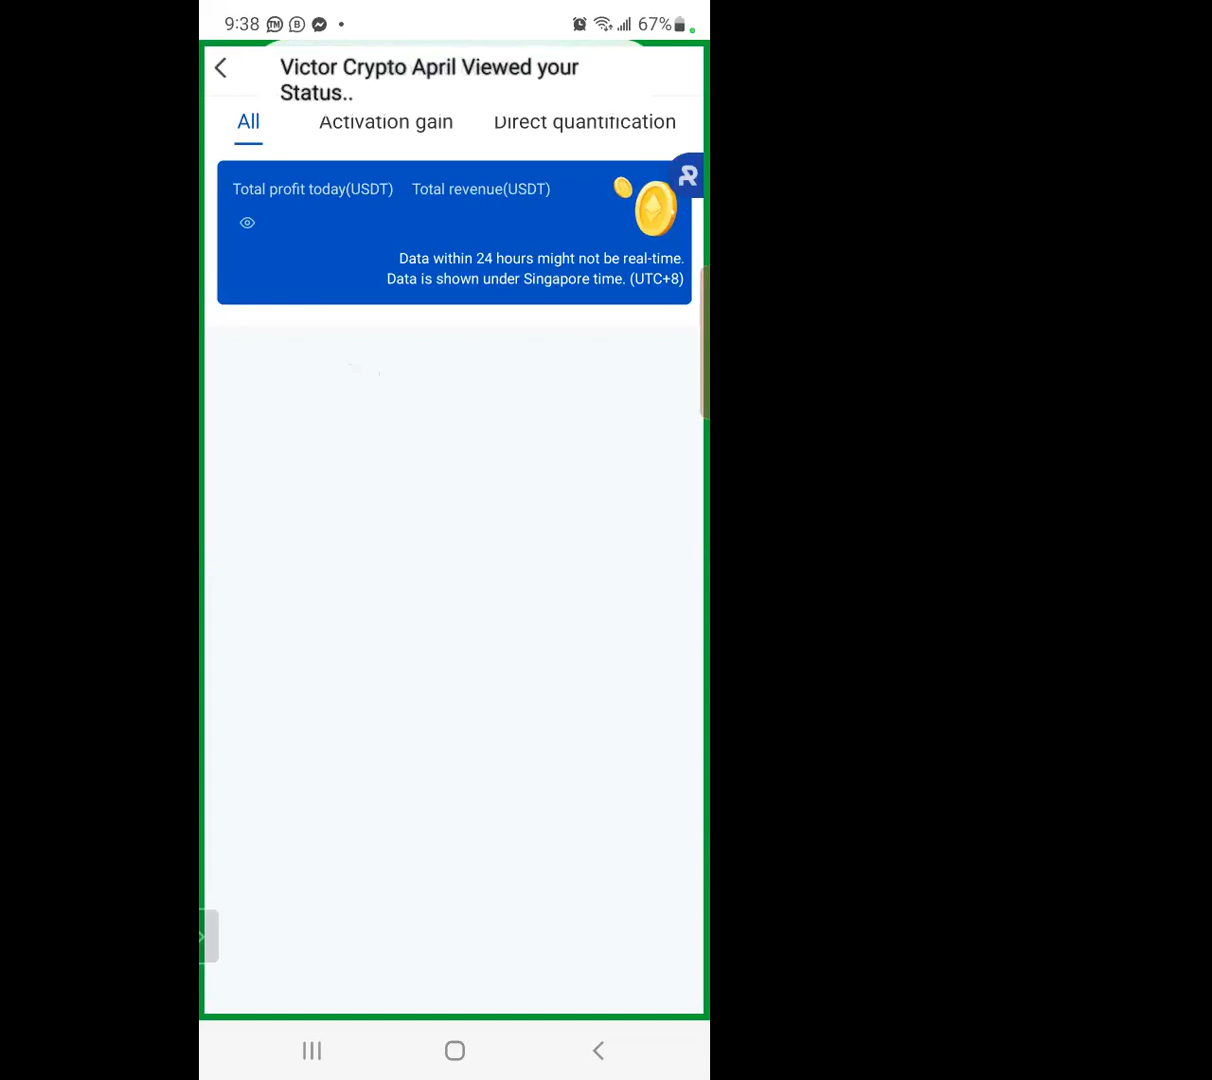 9:38 TM B 67%
Victor Crypto April Viewed your
Status..
All Activation gain Direct quantification
Total profit today(USDT) Total revenue(USDT)
Data within 24 hours might not be real-time.
Data is shown under Singapore time. (UTC+8)